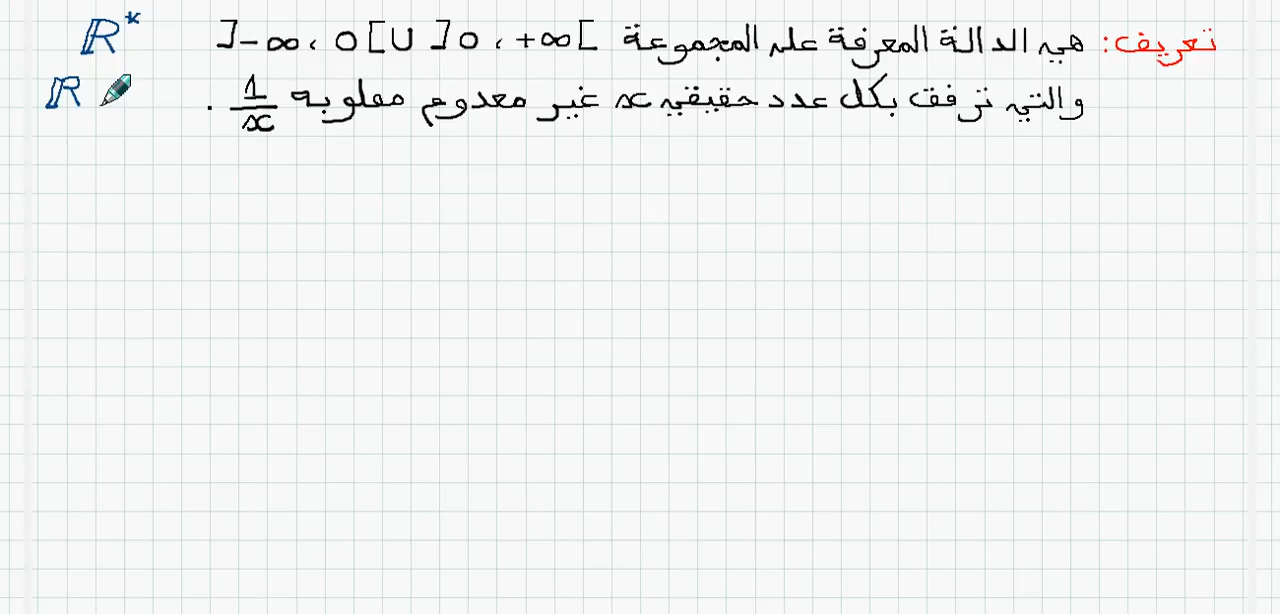 تعريف: هي الدالة المعرفة على المجموعة ]-∞، 0[ U ]0، +∞[ ℝ*
والتي ترفق بكل عدد حقيقي x غير معدوم مقلوبه 1/x . ℝ